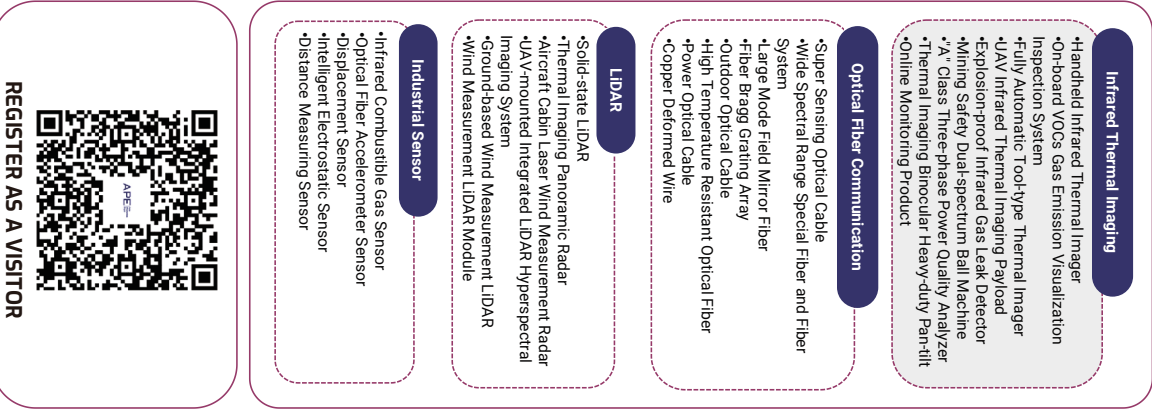 Infrared Thermal Imaging
•Handheld Infrared Thermal Imager
•On-board VOCs Gas Emission Visualization
Inspection System
•Fully Automatic Tool-type Thermal Imager
•UAV Infrared Thermal Imaging Payload
•Explosion-proof Infrared Gas Leak Detector
•Mining Safety Dual-spectrum Ball Machine
•"A" Class Three-phase Power Quality Analyzer
•Thermal Imaging Binocular Heavy-duty Pan-tilt
•Online Monitoring Product
Optical Fiber Communication
•Super Sensing Optical Cable
•Wide Spectral Range Special Fiber and Fiber
System
•Large Mode Field Mirror Fiber
•Fiber Bragg Grating Array
•Outdoor Optical Cable
•High Temperature Resistant Optical Fiber
•Power Optical Cable
•Copper Deformed Wire
LiDAR
•Solid-state LiDAR
•Thermal Imaging Panoramic Radar
•Aircraft Cabin Laser Wind Measurement Radar
•UAV-mounted Integrated LiDAR Hyperspectral
Imaging System
•Ground-based Wind Measurement LiDAR
•Wind Measurement LiDAR Module
Industrial Sensor
•Infrared Combustible Gas Sensor
•Optical Fiber Accelerometer Sensor
•Displacement Sensor
•Intelligent Electrostatic Sensor
•Distance Measuring Sensor
APE
REGISTER AS A VISITOR